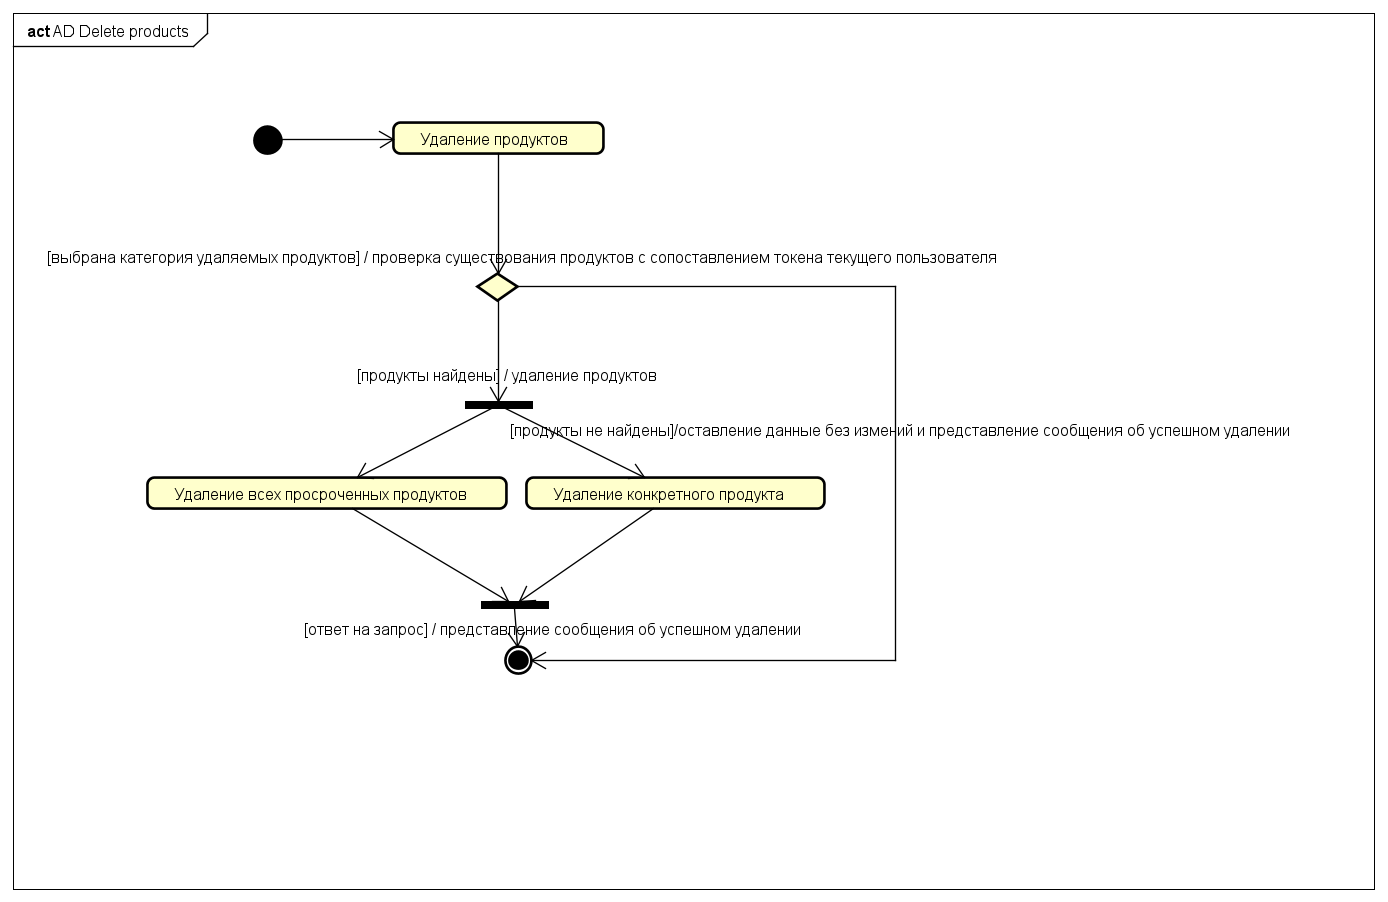 act AD Delete products
Удаление продуктов
[выбрана категория удаляемых продуктов] / проверка существования продуктов с сопоставлением токена текущего пользователя
[продукты найдены] / удаление продуктов
[продукты не найдены]/оставление данные без измений и представление сообщения об успешном удалении
Удаление всех просроченных продуктов
Удаление конкретного продукта
[ответ на запрос] / представление сообщения об успешном удалении